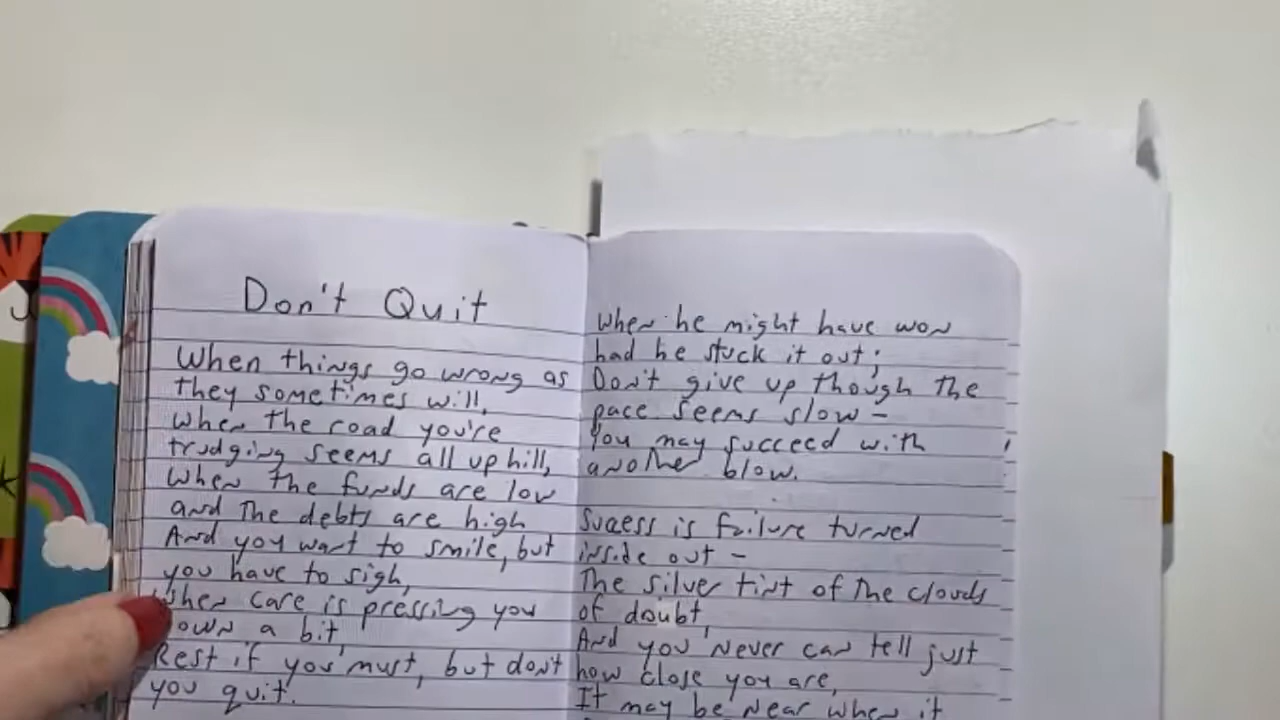 Don't Quit
When things go wrong as
they sometimes will,
When the road you're
trudging seems all uphill,
When the funds are low
and the debts are high
And you want to smile, but
you have to sigh,
When care is pressing you
down a bit,
Rest if you must, but don't
you quit.
When he might have won
had he stuck it out;
Don't give up though the
pace seems slow -
You may succeed with
another blow.
Sucess is failure turned
inside out -
The silver tint of the clouds
of doubt,
And you never can tell just
how close you are,
It may be near when it